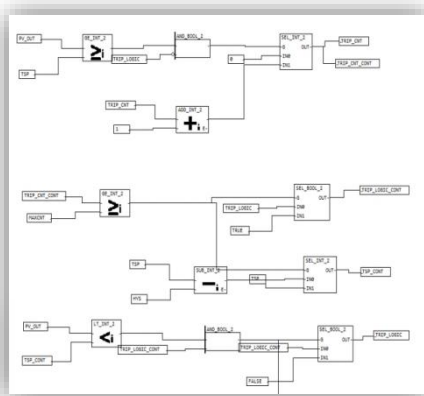 PV_OUT
TSP
GE_INT_2
TRIP_LOGIC
AND_BOOL_2
0
SEL_INT_2
G
IN0
IN1
OUT
TRIP_CNT
TRIP_CNT_CONT
TRIP_CNT
1
ADD_INT_2
E
TRIP_CNT_CONT
MAXCNT
GE_INT_2
TRIP_LOGIC
TRUE
SEL_BOOL_2
G
IN0
IN1
OUT
TRIP_LOGIC_CONT
TSP
HYS
SUB_INT_2
E
TSP
SEL_INT_2
G
IN0
IN1
OUT
TSP_CONT
PV_OUT
TSP_CONT
LT_INT_2
TRIP_LOGIC_CONT
TRIP_LOGIC_CONT
FALSE
SEL_BOOL_2
G
IN0
IN1
OUT
TRIP_LOGIC